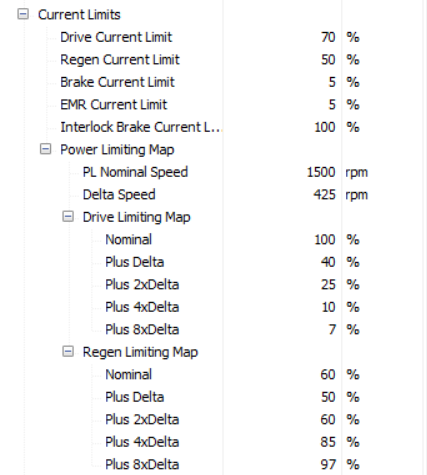 Current Limits
Drive Current Limit 70 %
Regen Current Limit 50 %
Brake Current Limit 5 %
EMR Current Limit 5 %
Interlock Brake Current L... 100 %
Power Limiting Map
PL Nominal Speed 1500 rpm
Delta Speed 425 rpm
Drive Limiting Map
Nominal 100 %
Plus Delta 40 %
Plus 2xDelta 25 %
Plus 4xDelta 10 %
Plus 8xDelta 7 %
Regen Limiting Map
Nominal 60 %
Plus Delta 50 %
Plus 2xDelta 60 %
Plus 4xDelta 85 %
Plus 8xDelta 97 %